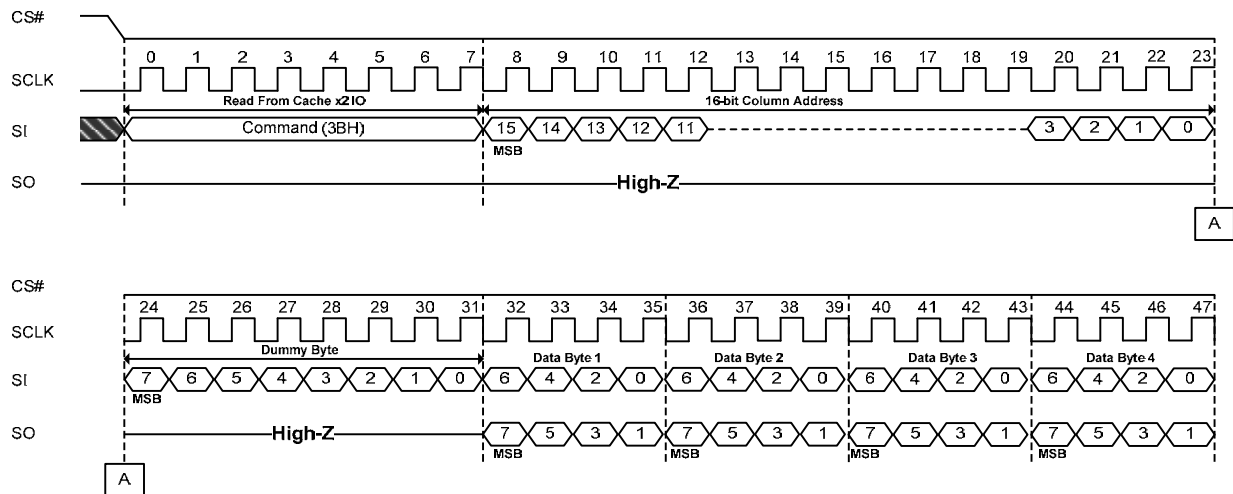 CS#
0 1 2 3 4 5 6 7 8 9 10 11 12 13 14 15 16 17 18 19 20 21 22 23
SCLK
Read From Cache x2 IO 16-bit Column Address
SI Command (3BH) 15 14 13 12 11 3 2 1 0
MSB
SO High-Z
A
CS#
24 25 26 27 28 29 30 31 32 33 34 35 36 37 38 39 40 41 42 43 44 45 46 47
SCLK
Dummy Byte Data Byte 1 Data Byte 2 Data Byte 3 Data Byte 4
SI 7 6 5 4 3 2 1 0 6 4 2 0 6 4 2 0 6 4 2 0 6 4 2 0
MSB
SO High-Z 7 5 3 1 7 5 3 1 7 5 3 1 7 5 3 1
MSB MSB MSB MSB
A